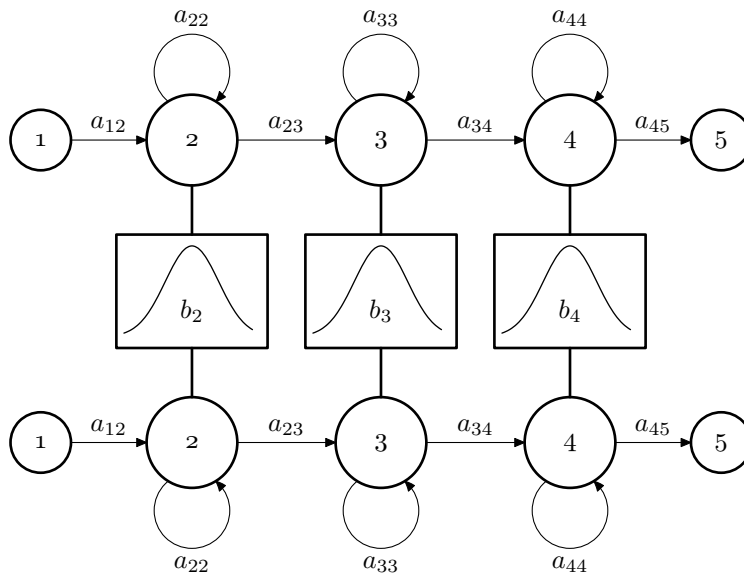 a₂₂ a₃₃ a₄₄
a₁₂ a₂₃ a₃₄ a₄₅
1 2 3 4 5
b₂ b₃ b₄
a₁₂ a₂₃ a₃₄ a₄₅
1 2 3 4 5
a₂₂ a₃₃ a₄₄